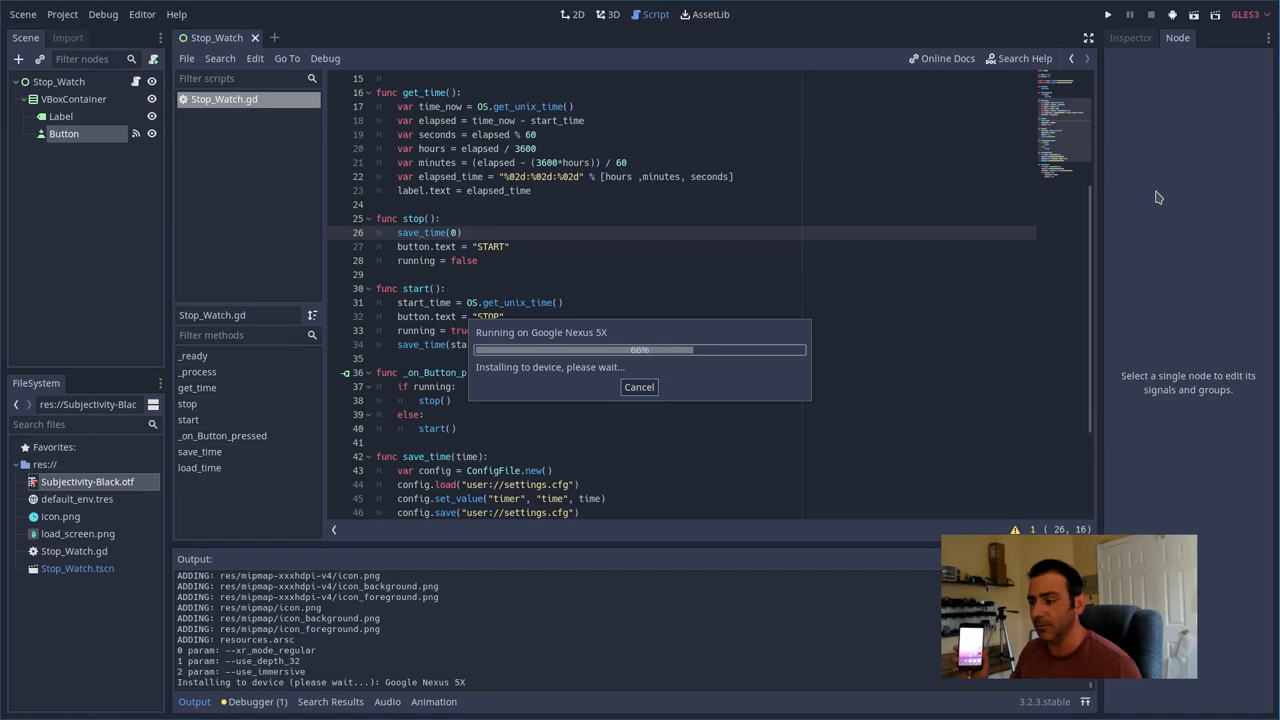 Scene Project Debug Editor Help
2D 3D Script AssetLib
GLES3
Scene Import
Filter nodes
Stop_Watch
VBoxContainer
Label
Button
FileSystem
res://Subjectivity-Blac
Search files
Favorites:
res://
Subjectivity-Black.otf
default_env.tres
icon.png
load_screen.png
Stop_Watch.gd
Stop_Watch.tscn
Stop_Watch
File Search Edit Go To Debug
Online Docs Search Help
Filter scripts
Stop_Watch.gd
Stop_Watch.gd
Filter methods
_ready
_process
get_time
stop
start
_on_Button_pressed
save_time
load_time
15
16 func get_time():
17 var time_now = OS.get_unix_time()
18 var elapsed = time_now - start_time
19 var seconds = elapsed % 60
20 var hours = elapsed / 3600
21 var minutes = (elapsed - (3600*hours)) / 60
22 var elapsed_time = "%02d:%02d:%02d" % [hours ,minutes, seconds]
23 label.text = elapsed_time
24
25 func stop():
26 save_time(0)
27 button.text = "START"
28 running = false
29
30 func start():
31 start_time = OS.get_unix_time()
32 button.text = "STOP"
33 running = tru
34 save_time(sta
35
36 func _on_Button_p
37 if running:
38 stop()
39 else:
40 start()
41
42 func save_time(time):
43 var config = ConfigFile.new()
44 config.load("user://settings.cfg")
45 config.set_value("timer", "time", time)
46 config.save("user://settings.cfg")
Running on Google Nexus 5X
66%
Installing to device, please wait...
Cancel
1 ( 26, 16)
Output:
ADDING: res/mipmap-xxxhdpi-v4/icon.png
ADDING: res/mipmap-xxxhdpi-v4/icon_background.png
ADDING: res/mipmap-xxxhdpi-v4/icon_foreground.png
ADDING: res/mipmap/icon.png
ADDING: res/mipmap/icon_background.png
ADDING: res/mipmap/icon_foreground.png
ADDING: resources.arsc
0 param: --xr_mode_regular
1 param: --use_depth_32
2 param: --use_immersive
Installing to device (please wait...): Google Nexus 5X
Output Debugger (1) Search Results Audio Animation
3.2.3.stable
Inspector Node
Select a single node to edit its
signals and groups.